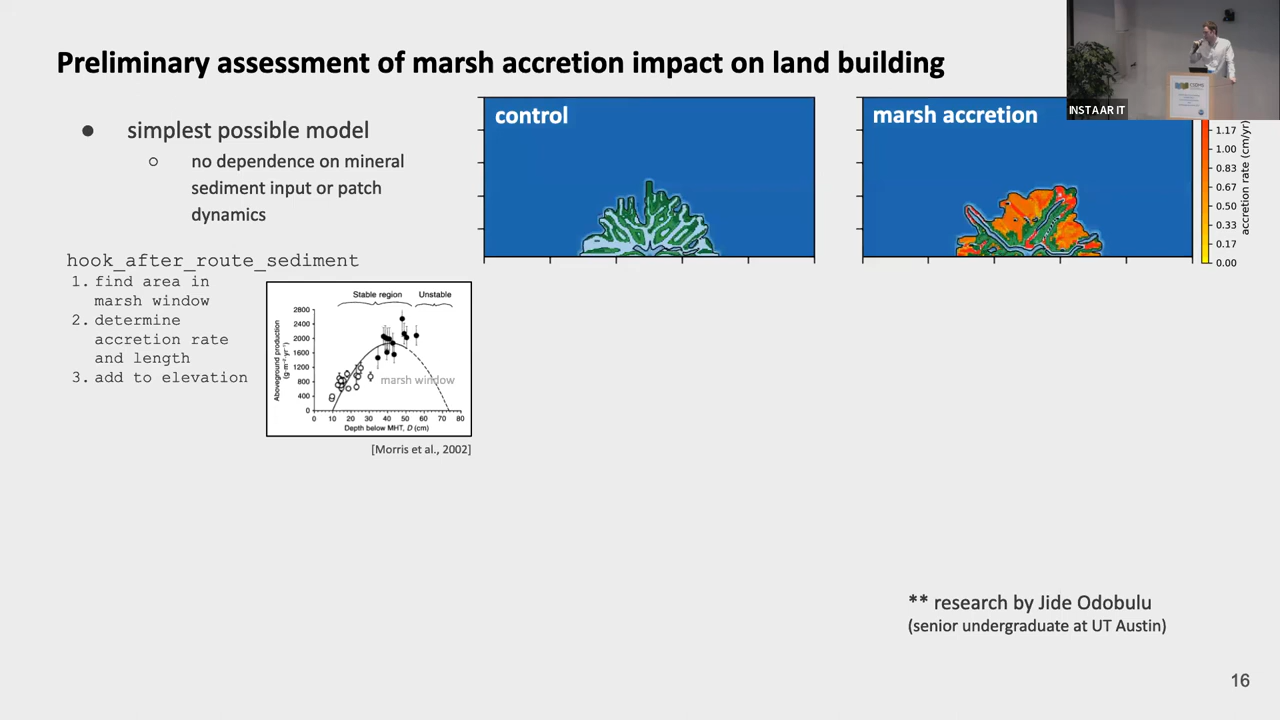 Preliminary assessment of marsh accretion impact on land building
● simplest possible model
○ no dependence on mineral
sediment input or patch
dynamics
hook_after_route_sediment
1. find area in
marsh window
2. determine
accretion rate
and length
3. add to elevation
Stable region
Unstable
Aboveground production
(g·m⁻²·yr⁻¹)
2800
2400
2000
1600
1200
800
400
0
marsh window
0 10 20 30 40 50 60 70 80
Depth below MHT, D (cm)
[Morris et al., 2002]
control
marsh accretion
INSTAAR IT
1.17
1.00
0.83
0.67
0.50
0.33
0.17
0.00
accretion rate (cm/yr)
** research by Jide Odobulu
(senior undergraduate at UT Austin)
16